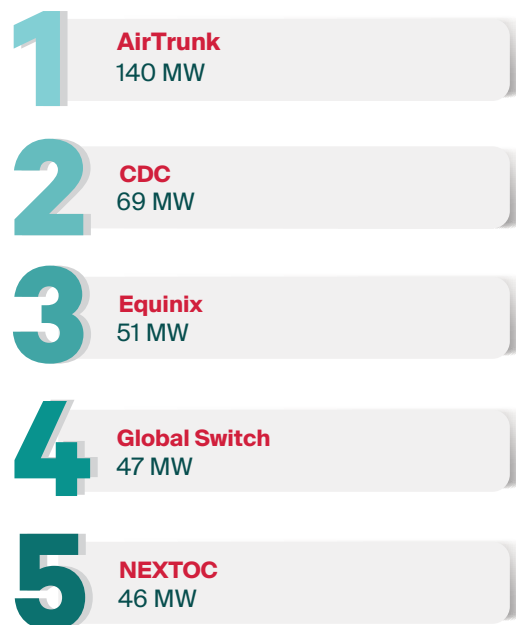 1
AirTrunk
140 MW
2
CDC
69 MW
3
Equinix
51 MW
4
Global Switch
47 MW
5
NEXTOC
46 MW